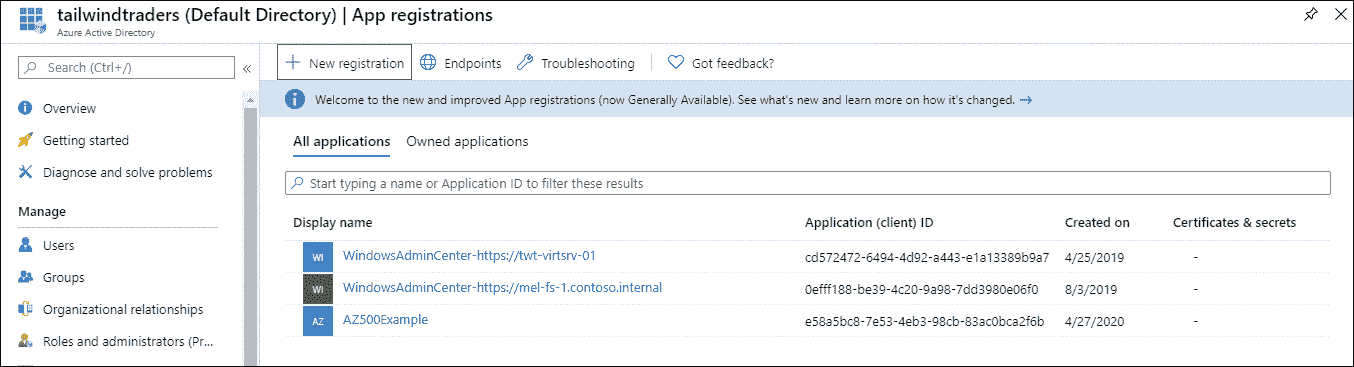 tailwindtraders (Default Directory) | App registrations
Azure Active Directory
Search (Ctrl+/)
«
Overview
Getting started
Diagnose and solve problems
Manage
Users
Groups
Organizational relationships
Roles and administrators (Pr...
New registration
Endpoints
Troubleshooting
Got feedback?
Welcome to the new and improved App registrations (now Generally Available). See what's new and learn more on how it's changed. →
All applications Owned applications
Start typing a name or Application ID to filter these results
Display name Application (client) ID Created on Certificates & secrets
WI WindowsAdminCenter-https://twt-virtsrv-01 cd572472-6494-4d92-a443-e1a13389b9a7 4/25/2019 -
WI WindowsAdminCenter-https://mel-fs-1.contoso.internal 0efff188-be39-4c20-9a98-7dd3980e06f0 8/3/2019 -
AZ AZ500Example e58a5bc8-7e53-4eb3-98cb-83ac0bca2f6b 4/27/2020 -